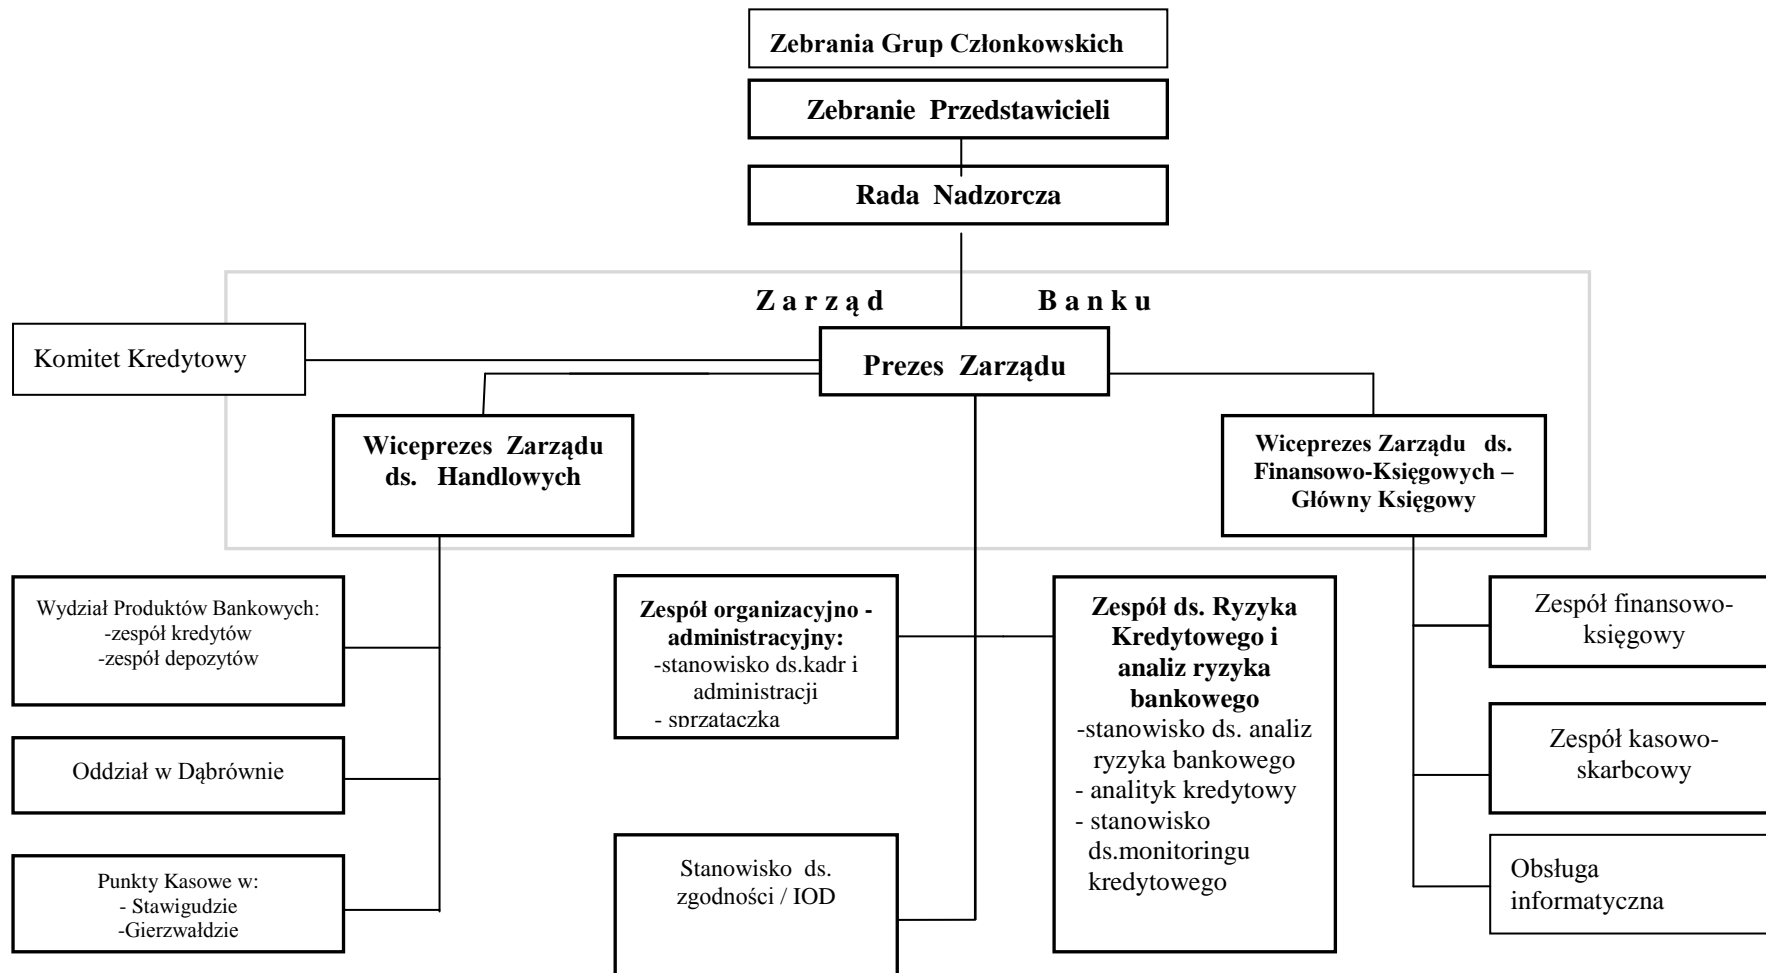 Zebrania Grup Członkowskich
Zebranie Przedstawicieli
Rada Nadzorcza
Zarząd Banku
Komitet Kredytowy
Prezes Zarządu
Wiceprezes Zarządu
ds. Handlowych
Wiceprezes Zarządu ds.
Finansowo-Księgowych –
Główny Księgowy
Wydział Produktów Bankowych:
-zespół kredytów
-zespół depozytów
Oddział w Dąbrównie
Punkty Kasowe w:
- Stawigudzie
-Gierzwałdzie
Zespół organizacyjno -
administracyjny:
-stanowisko ds.kadr i
administracji
- sprzątaczka
Stanowisko ds.
zgodności / IOD
Zespół ds. Ryzyka
Kredytowego i
analiz ryzyka
bankowego
-stanowisko ds. analiz
ryzyka bankowego
- analityk kredytowy
- stanowisko
ds.monitoringu
kredytowego
Zespół finansowo-
księgowy
Zespół kasowo-
skarbcowy
Obsługa
informatyczna